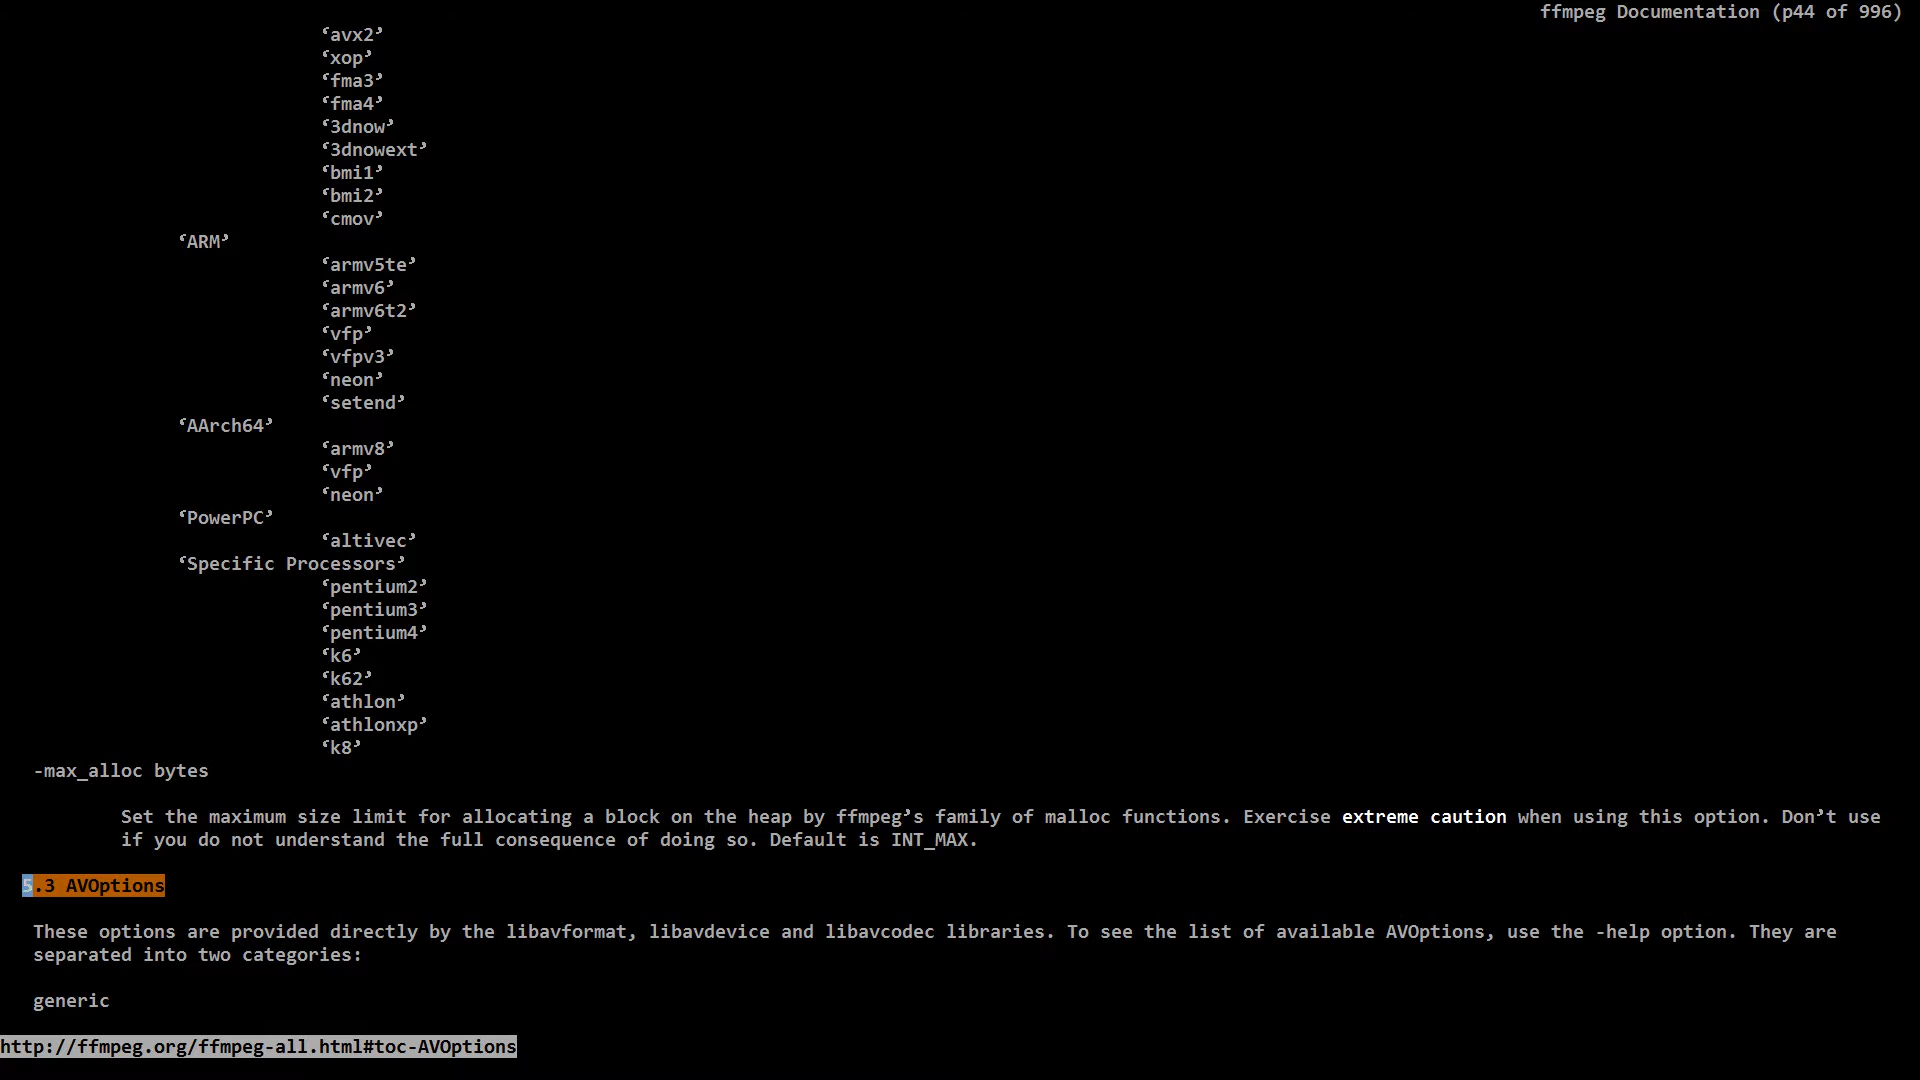 ffmpeg Documentation (p44 of 996)
‘avx2’
‘xop’
‘fma3’
‘fma4’
‘3dnow’
‘3dnowext’
‘bmi1’
‘bmi2’
‘cmov’
‘ARM’
‘armv5te’
‘armv6’
‘armv6t2’
‘vfp’
‘vfpv3’
‘neon’
‘setend’
‘AArch64’
‘armv8’
‘vfp’
‘neon’
‘PowerPC’
‘altivec’
‘Specific Processors’
‘pentium2’
‘pentium3’
‘pentium4’
‘k6’
‘k62’
‘athlon’
‘athlonxp’
‘k8’
-max_alloc bytes
Set the maximum size limit for allocating a block on the heap by ffmpeg’s family of malloc functions. Exercise extreme caution when using this option. Don’t use
if you do not understand the full consequence of doing so. Default is INT_MAX.
5.3 AVOptions
These options are provided directly by the libavformat, libavdevice and libavcodec libraries. To see the list of available AVOptions, use the -help option. They are
separated into two categories:
generic
http://ffmpeg.org/ffmpeg-all.html#toc-AVOptions